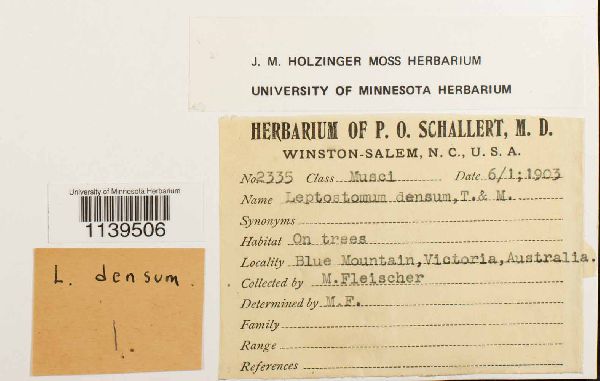 J. M. HOLZINGER MOSS HERBARIUM
UNIVERSITY OF MINNESOTA HERBARIUM
HERBARIUM OF P. O. SCHALLERT, M. D.
WINSTON-SALEM, N. C., U. S. A.
No. 2335 Class Musci Date 6/1;1903
Name Leptostomum densum,T.& M.
Synonyms
Habitat On trees
Locality Blue Mountain,Victoria,Australia.
Collected by M.Fleischer
Determined by M.F.
Family
Range
References
University of Minnesota Herbarium
1139506
L. densum.
1.